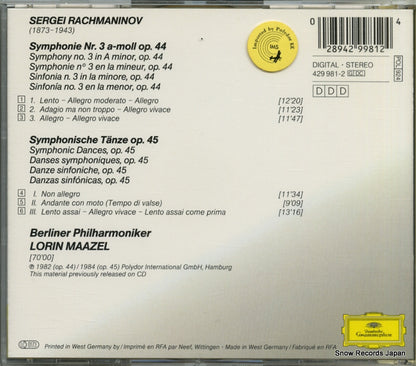 SERGEI RACHMANINOV
(1873–1943)
Symphonie Nr. 3 a-moll op. 44
Symphony no. 3 in A minor, op. 44
Symphonie n° 3 en la mineur, op. 44
Sinfonia n. 3 in la minore, op. 44
Sinfonía no. 3 en la menor, op. 44
1 1. Lento – Allegro moderato – Allegro [12'20]
2 2. Adagio ma non troppo – Allegro vivace [11'23]
3 3. Allegro – Allegro vivace [11'47]
Symphonische Tänze op. 45
Symphonic Dances, op. 45
Danses symphoniques, op. 45
Danze sinfoniche, op. 45
Danzas sinfónicas, op. 45
4 I. Non allegro [11'34]
5 II. Andante con moto (Tempo di valse) [9'09]
6 III. Lento assai – Allegro vivace – Lento assai come prima [13'16]
Berliner Philharmoniker
LORIN MAAZEL
[70'00]
℗ 1982 (op. 44) / 1984 (op. 45) Polydor International GmbH, Hamburg
This material previously released on CD
Printed in West Germany by / Imprimé en RFA par Neef, Wittingen · Made in West Germany / Fabriqué en RFA
Imported by Polydor K.K.
0 4
28942 99812
DIGITAL · STEREO
429 981-2 GDC
DDD
Deutsche
Grammophon
Snow Records Japan